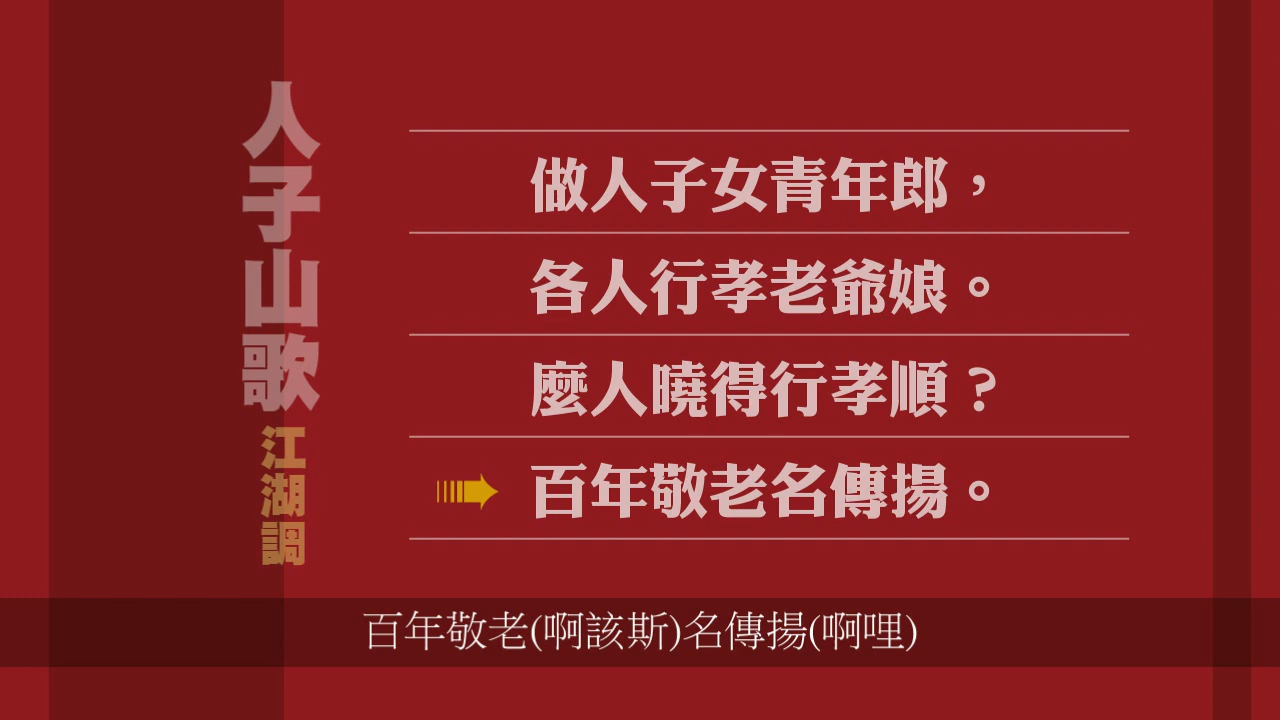 人子山歌
江湖調
做人子女青年郎，
各人行孝老爺娘。
麼人曉得行孝順？
百年敬老名傳揚。
百年敬老(啊該斯)名傳揚(啊哩)